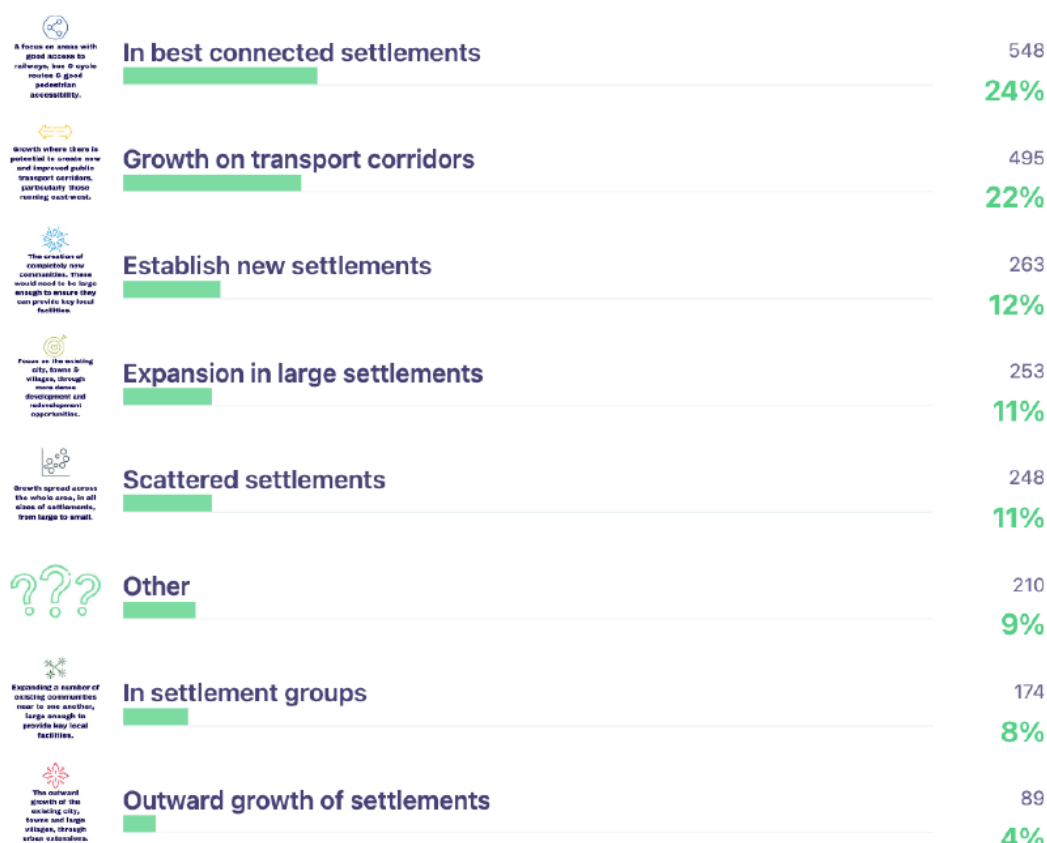 A focus on areas with
good access to
railways, bus & cycle
routes & good
pedestrian
accessibility.
In best connected settlements
548
24%
Growth where there is
potential to create new
and improved public
transport corridors,
particularly those
running east-west.
Growth on transport corridors
495
22%
The creation of
completely new
communities. These
would need to be large
enough to ensure they
can provide key local
facilities.
Establish new settlements
263
12%
Focus on the existing
city, towns &
villages, through
more dense
development and
redevelopment
opportunities.
Expansion in large settlements
253
11%
Growth spread across
the whole area, in all
sizes of settlements,
from large to small.
Scattered settlements
248
11%
???
Other
210
9%
Expanding a number of
existing communities
near to one another,
large enough to
provide key local
facilities.
In settlement groups
174
8%
The outward
growth of the
existing city,
towns and large
villages, through
urban extensions.
Outward growth of settlements
89
4%